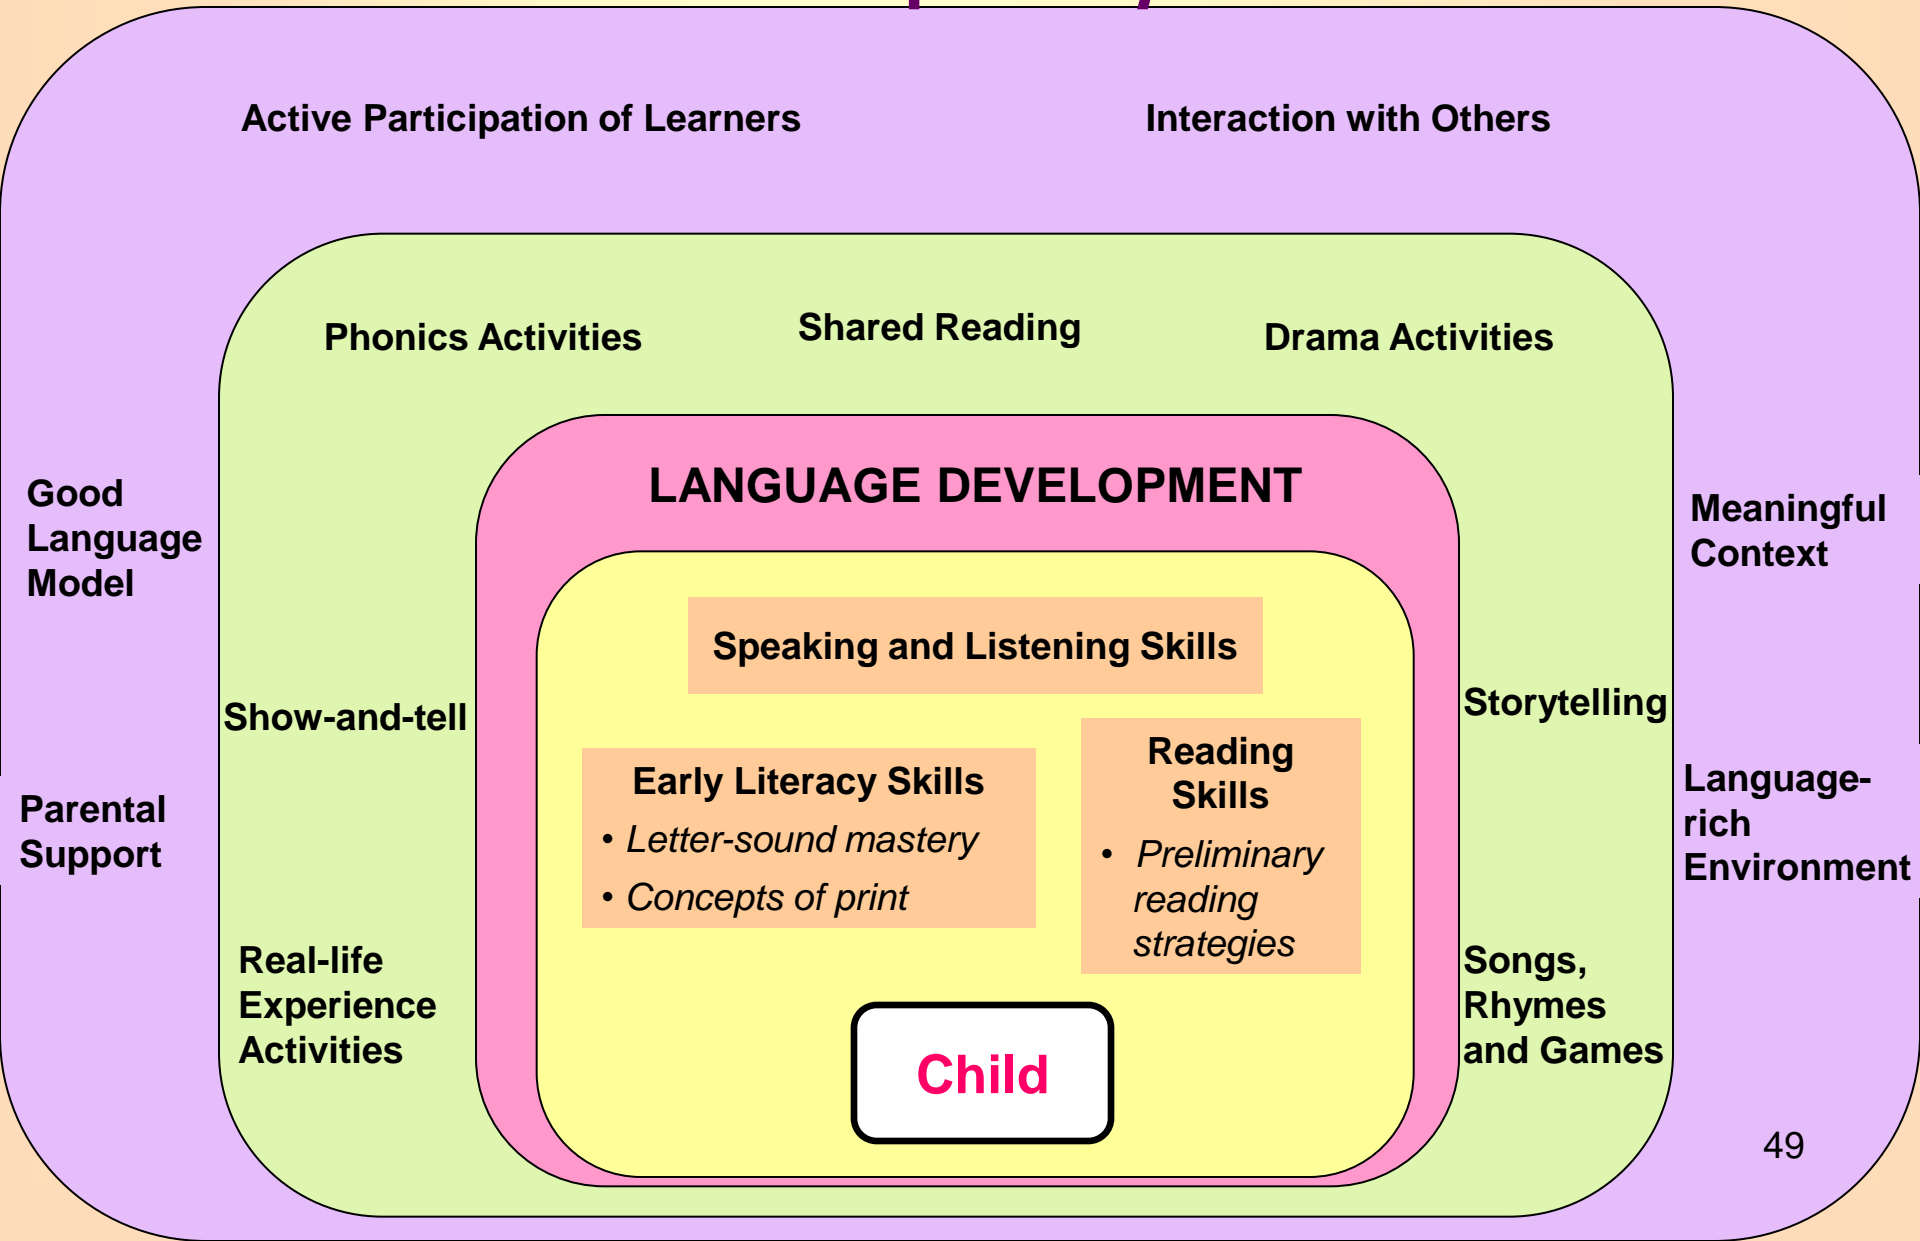 Active Participation of Learners
Interaction with Others
Phonics Activities
Shared Reading
Drama Activities
LANGUAGE DEVELOPMENT
Good
Language
Model
Meaningful
Context
Speaking and Listening Skills
Show-and-tell
Storytelling
Early Literacy Skills
• Letter-sound mastery
• Concepts of print
Reading
Skills
• Preliminary
reading
strategies
Parental
Support
Language-
rich
Environment
Real-life
Experience
Activities
Songs,
Rhymes
and Games
Child
49